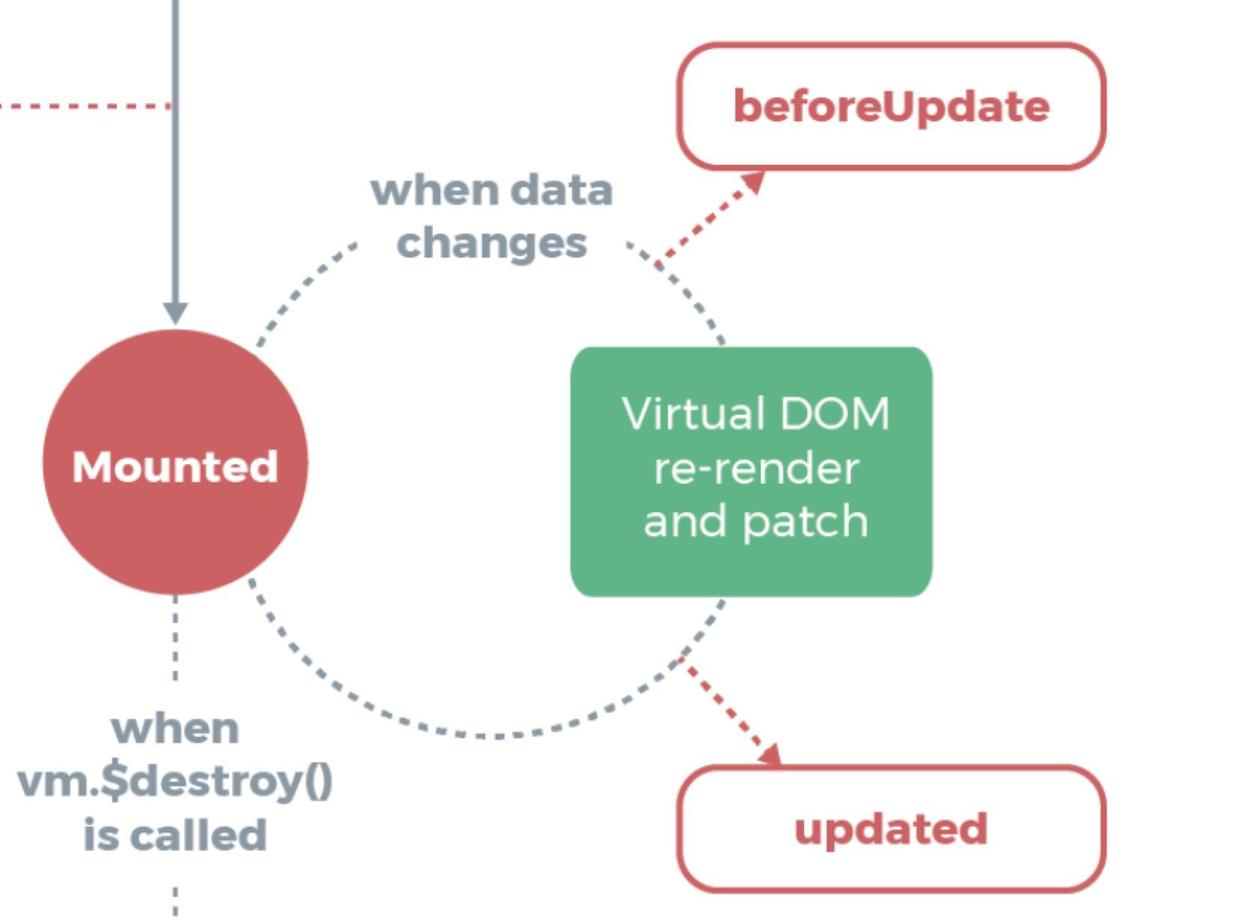 beforeUpdate
when data
changes
Mounted
Virtual DOM
re-render
and patch
when
vm.$destroy()
is called
updated